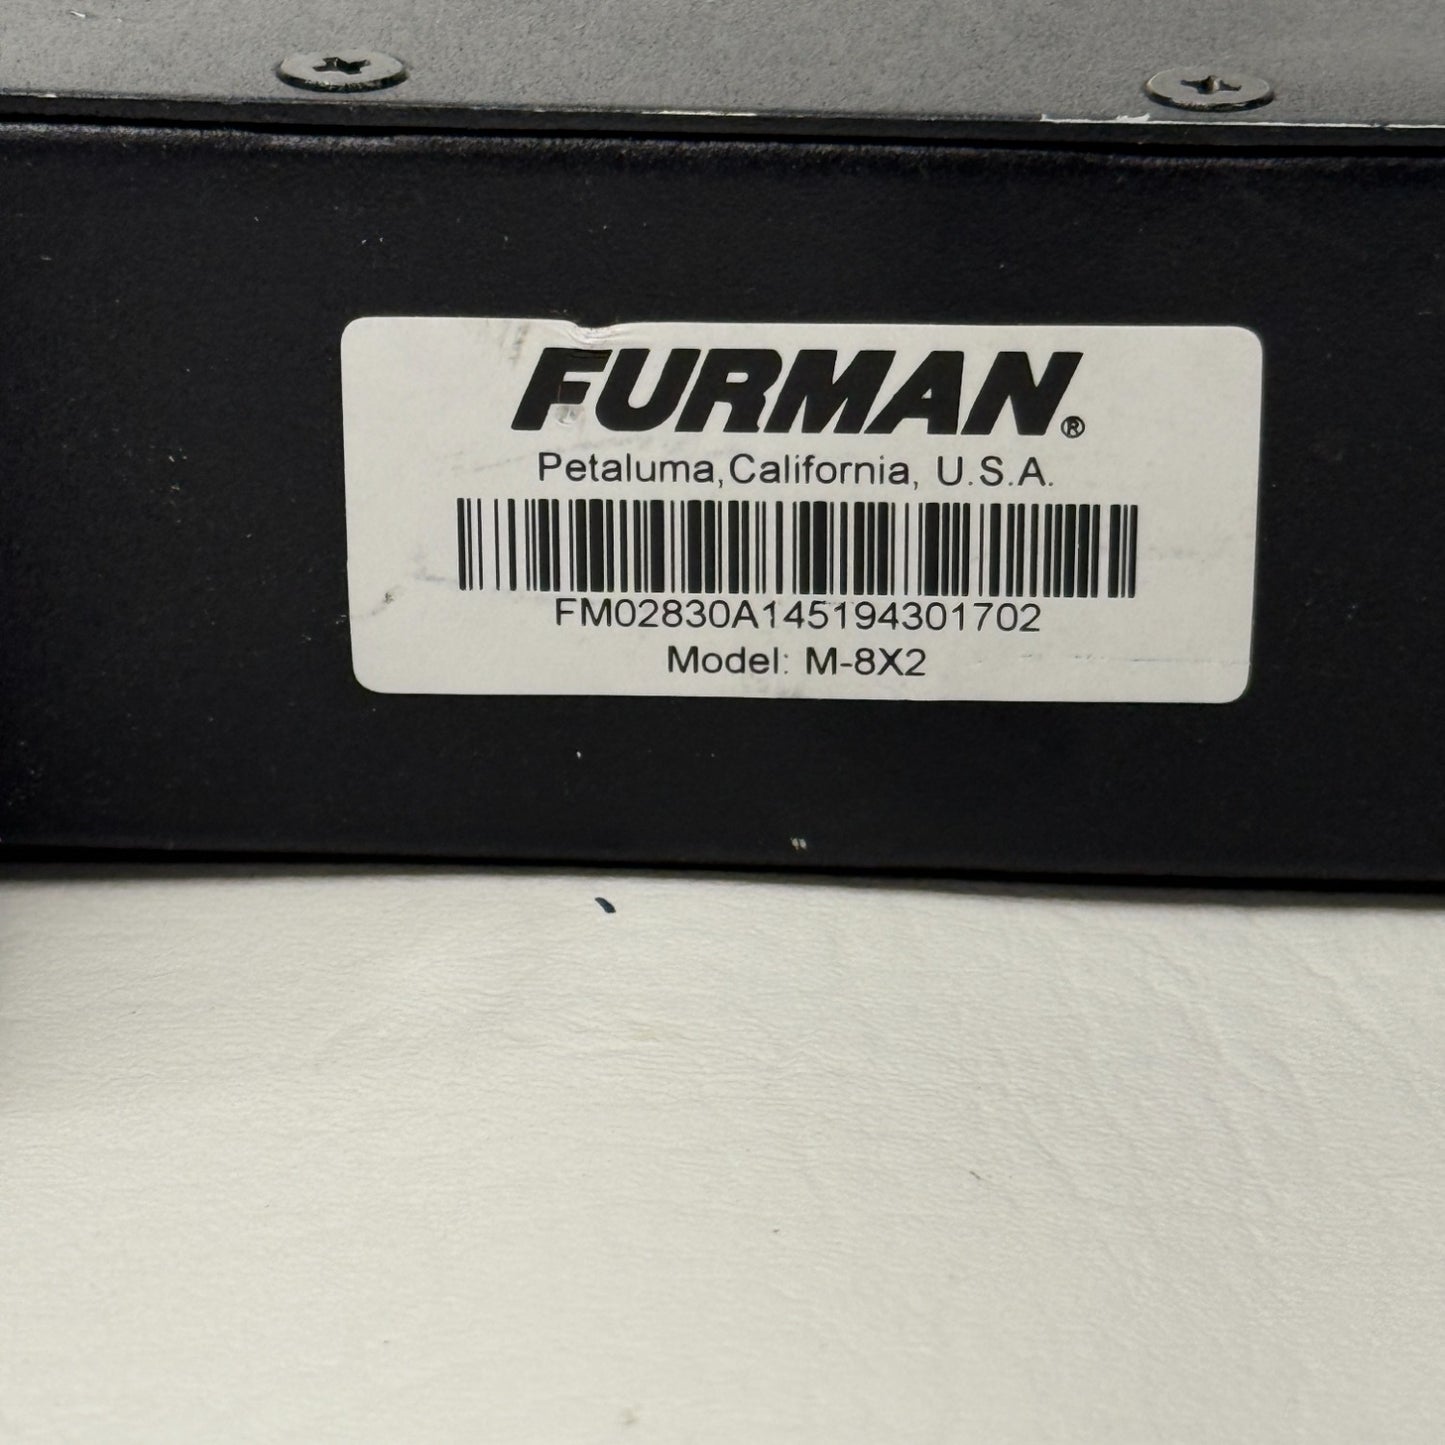 FURMAN®
Petaluma,California, U.S.A.
FM02830A145194301702
Model: M-8X2